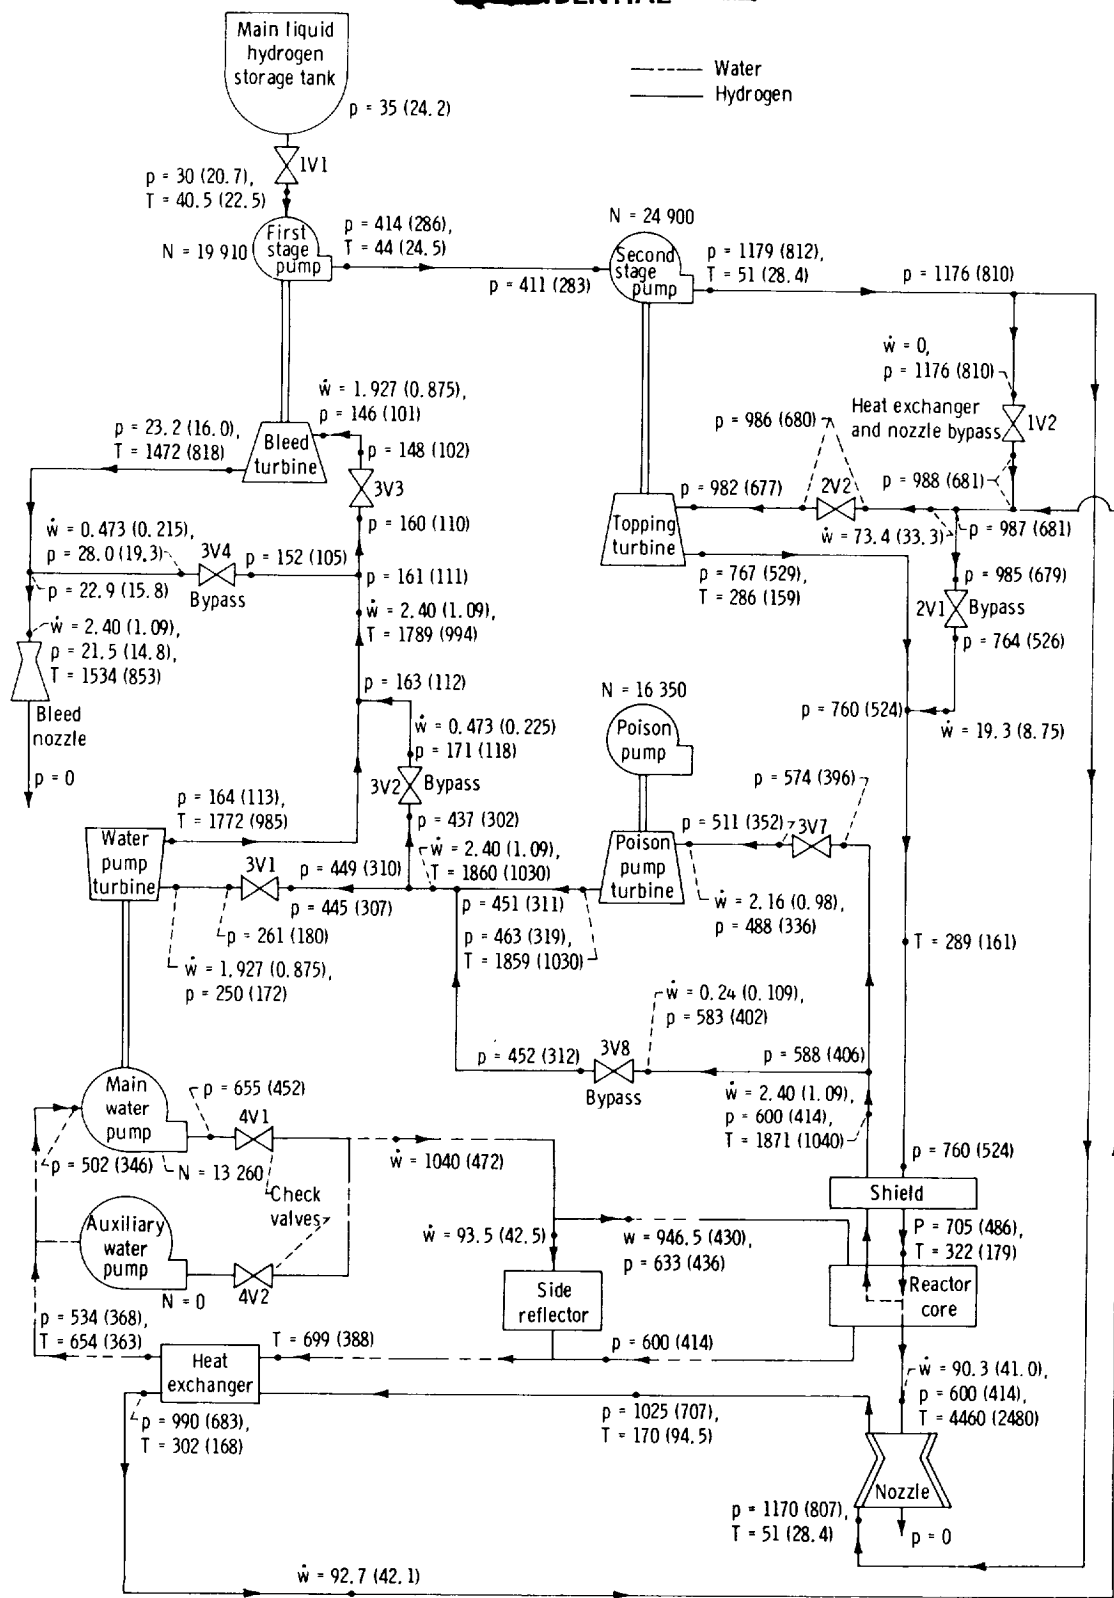 DENTIAL
Main liquid
hydrogen
storage tank
p = 35 (24.2)
Water
Hydrogen
1V1
p = 30 (20.7),
T = 40.5 (22.5)
First
stage
pump
N = 19 910
p = 414 (286),
T = 44 (24.5)
p = 411 (283)
N = 24 900
Second
stage
pump
p = 1179 (812),
T = 51 (28.4)
p = 1176 (810)
ẇ = 0,
p = 1176 (810)
Heat exchanger
and nozzle bypass
1V2
p = 988 (681)
p = 987 (681)
p = 986 (680)
2V2
p = 982 (677)
ẇ = 73.4 (33.3)
Topping
turbine
p = 767 (529),
T = 286 (159)
p = 985 (679)
2V1
Bypass
p = 764 (526)
p = 760 (524)
ẇ = 19.3 (8.75)
ẇ = 1.927 (0.875),
p = 146 (101)
p = 23.2 (16.0),
T = 1472 (818)
Bleed
turbine
p = 148 (102)
3V3
p = 160 (110)
ẇ = 0.473 (0.215)
p = 28.0 (19.3)
3V4
p = 152 (105)
Bypass
p = 22.9 (15.8)
p = 161 (111)
ẇ = 2.40 (1.09)
T = 1789 (994)
ẇ = 2.40 (1.09),
p = 21.5 (14.8),
T = 1534 (853)
Bleed
nozzle
p = 0
p = 163 (112)
ẇ = 0.473 (0.225)
p = 171 (118)
3V2
Bypass
p = 437 (302)
N = 16 350
Poison
pump
p = 574 (396)
p = 511 (352)
3V7
Poison
pump
turbine
ẇ = 2.16 (0.98),
p = 488 (336)
p = 164 (113),
T = 1772 (985)
Water
pump
turbine
3V1
p = 449 (310)
p = 445 (307)
ẇ = 2.40 (1.09),
T = 1860 (1030)
p = 451 (311)
p = 463 (319),
T = 1859 (1030)
p = 261 (180)
ẇ = 1.927 (0.875),
p = 250 (172)
T = 289 (161)
ẇ = 0.24 (0.109),
p = 583 (402)
p = 452 (312)
3V8
Bypass
p = 588 (406)
ẇ = 2.40 (1.09),
p = 600 (414),
T = 1871 (1040)
p = 760 (524)
Shield
P = 705 (486),
T = 322 (179)
Reactor
core
Main
water
pump
p = 655 (452)
4V1
p = 502 (346)
N = 13 260
ẇ = 1040 (472)
Check
valves
Auxiliary
water
pump
N = 0
4V2
ẇ = 93.5 (42.5)
w = 946.5 (430),
p = 633 (436)
Side
reflector
p = 534 (368),
T = 654 (363)
T = 699 (388)
p = 600 (414)
Heat
exchanger
p = 990 (683),
T = 302 (168)
p = 1025 (707),
T = 170 (94.5)
ẇ = 90.3 (41.0),
p = 600 (414),
T = 4460 (2480)
Nozzle
p = 1170 (807),
T = 51 (28.4)
p = 0
ẇ = 92.7 (42.1)